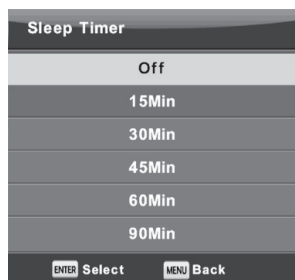 Sleep Timer
Off
15Min
30Min
45Min
60Min
90Min
ENTER Select MENU Back